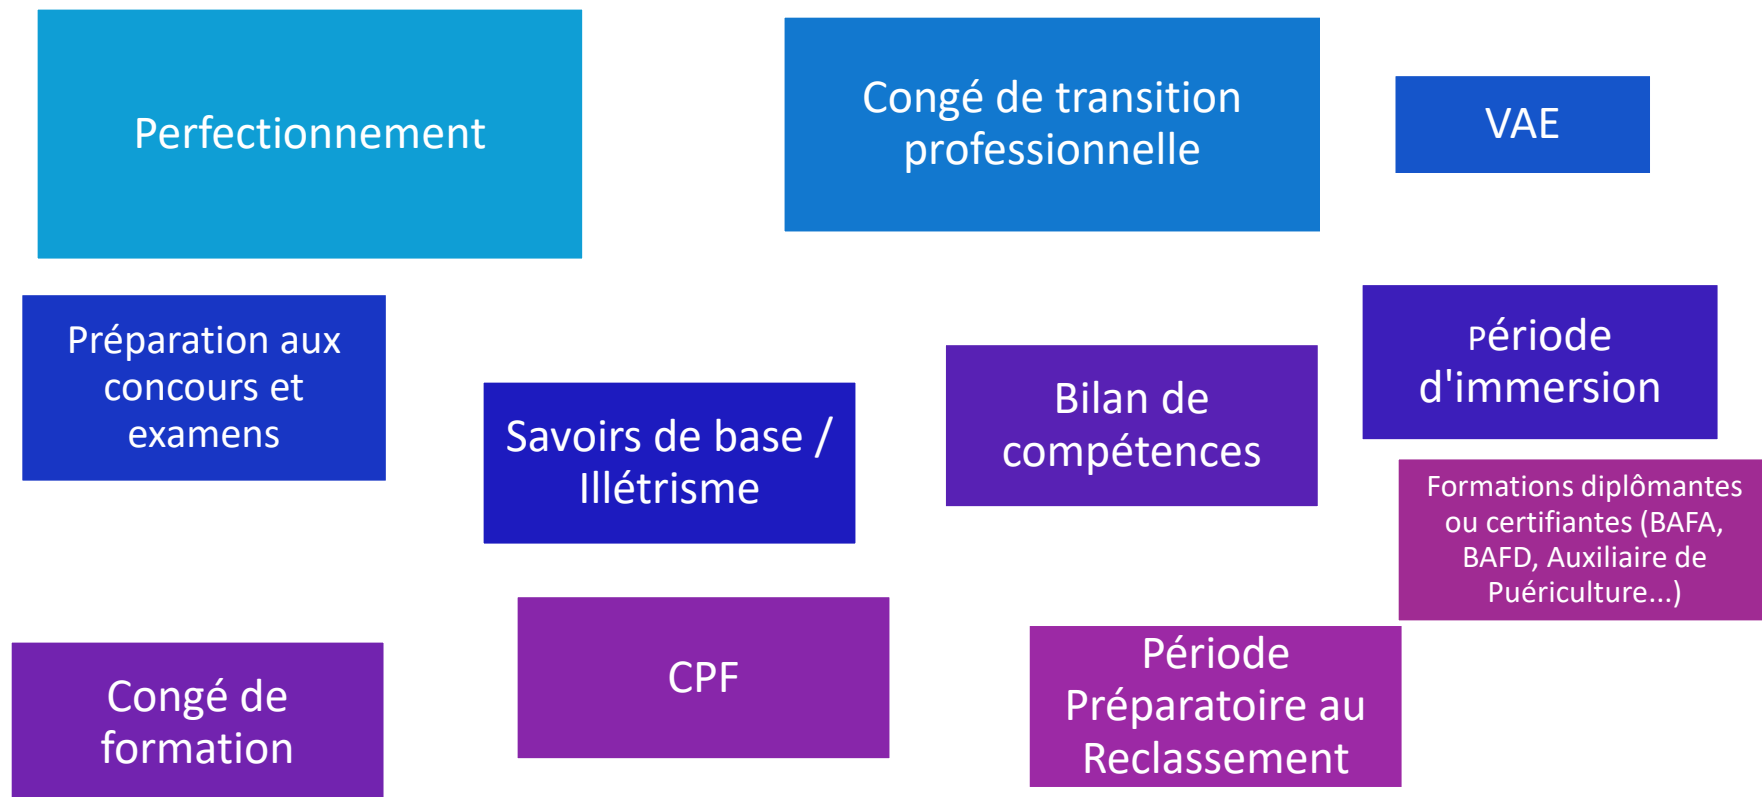 Perfectionnement
Congé de transition
professionnelle
VAE
Préparation aux
concours et
examens
Savoirs de base /
Illétrisme
Bilan de
compétences
Période
d'immersion
Formations diplômantes
ou certifiantes (BAFA,
BAFD, Auxiliaire de
Puériculture...)
Congé de
formation
CPF
Période
Préparatoire au
Reclassement